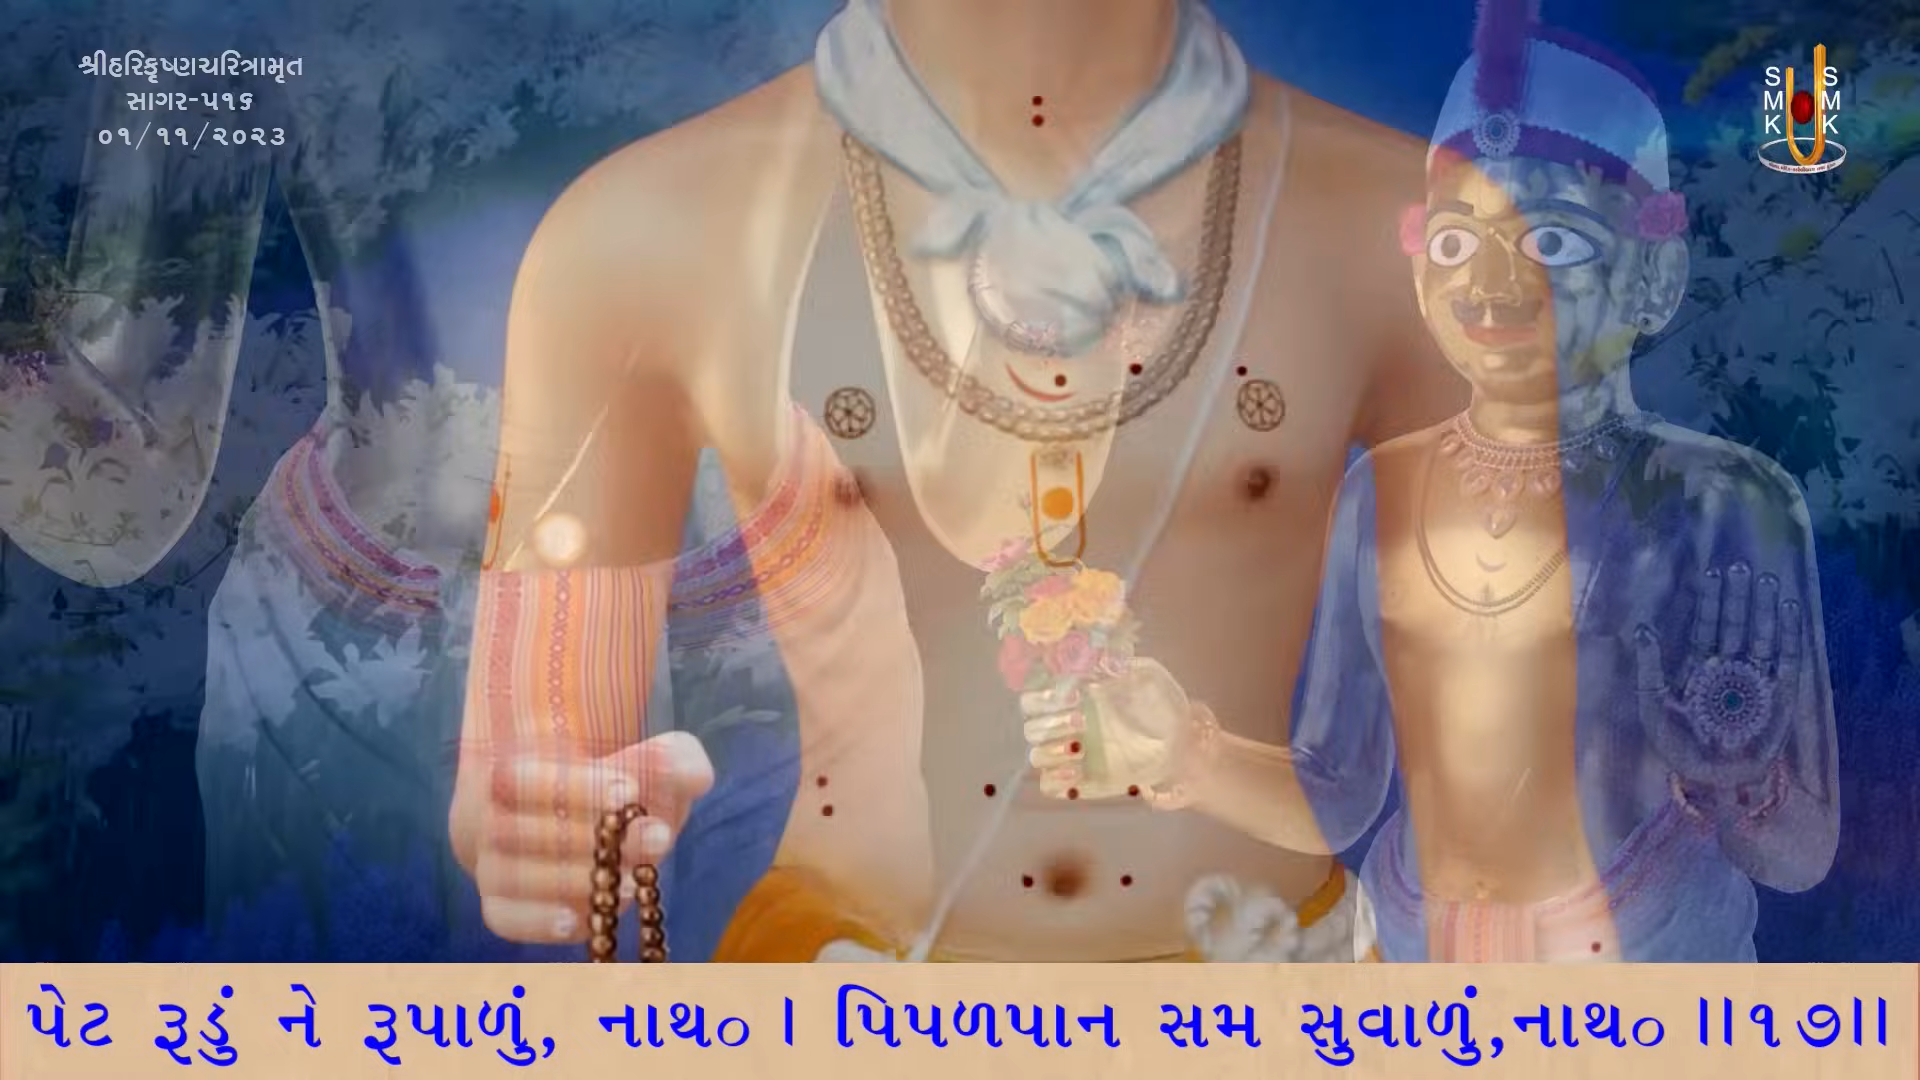 શ્રીહરિકૃષ્ણચરિત્રામૃત
સાગર-૫૧૬
૦૧/૧૧/૨૦૨૩
S S
M M
K K
પેટ રૂડું ને રૂપાળું, નાથ૦ | પિપળપાન સમ સુવાળું,નાથ૦ ||૧૭||